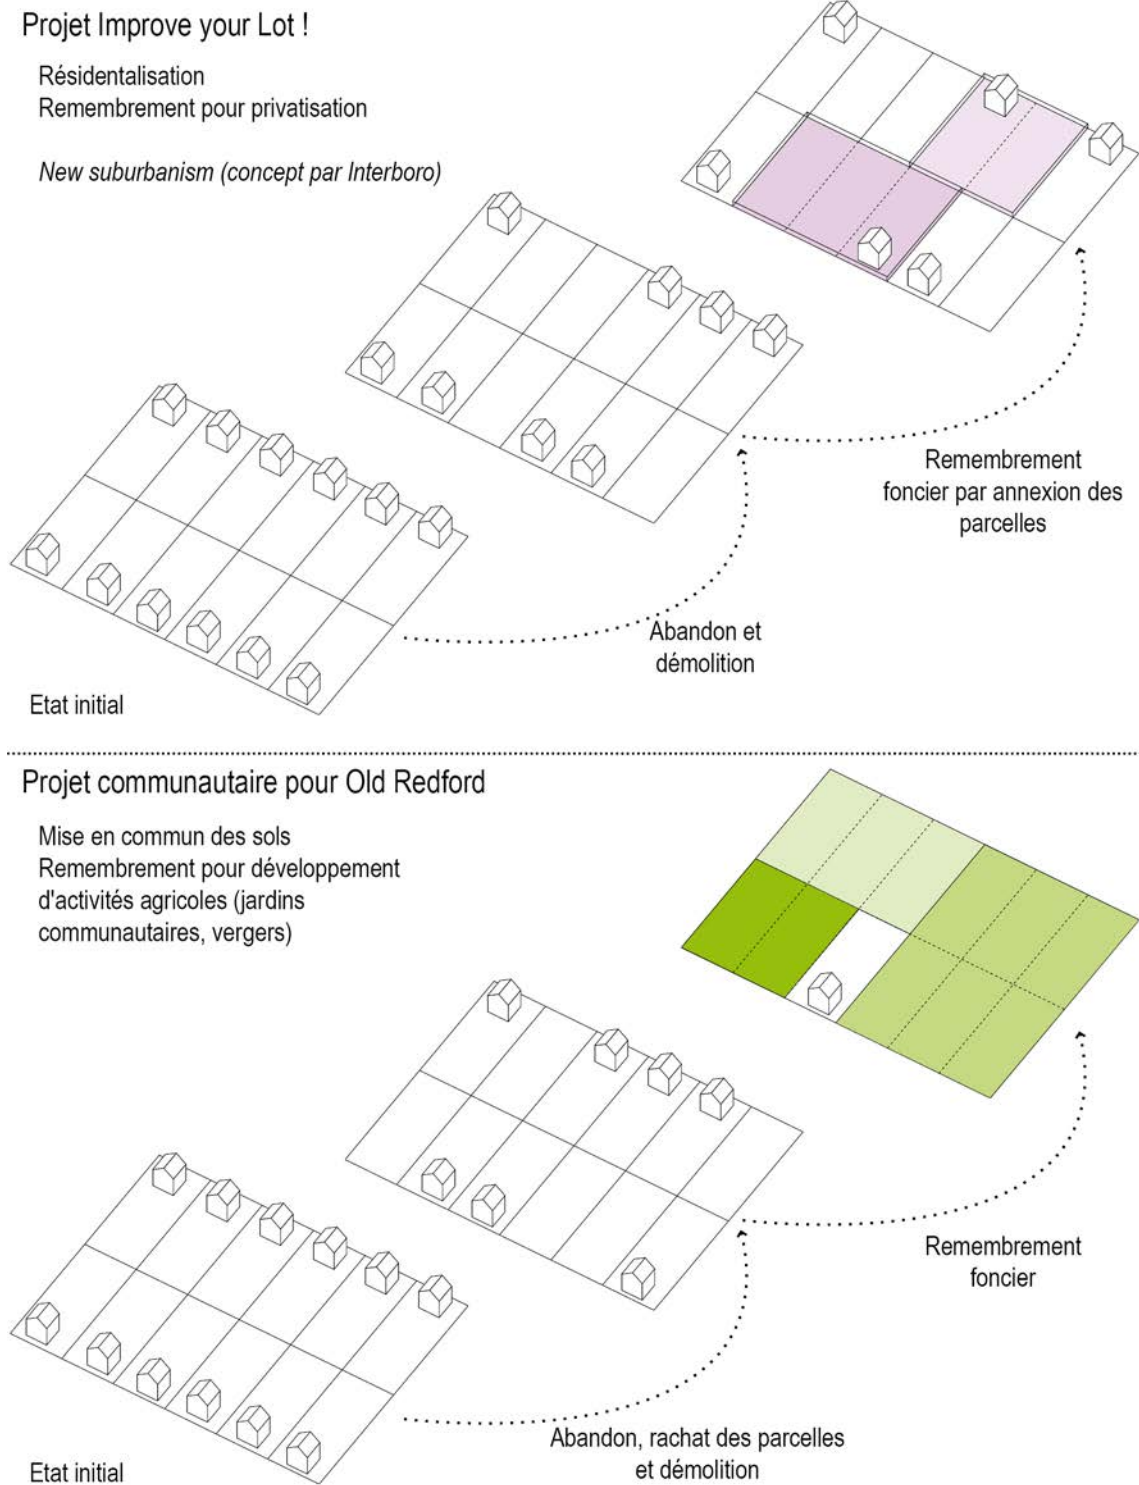 Projet Improve your Lot !
Résidentalisation
Remembrement pour privatisation
New suburbanism (concept par Interboro)
Remembrement
foncier par annexion des
parcelles
Abandon et
démolition
Etat initial
Projet communautaire pour Old Redford
Mise en commun des sols
Remembrement pour développement
d'activités agricoles (jardins
communautaires, vergers)
Remembrement
foncier
Abandon, rachat des parcelles
et démolition
Etat initial